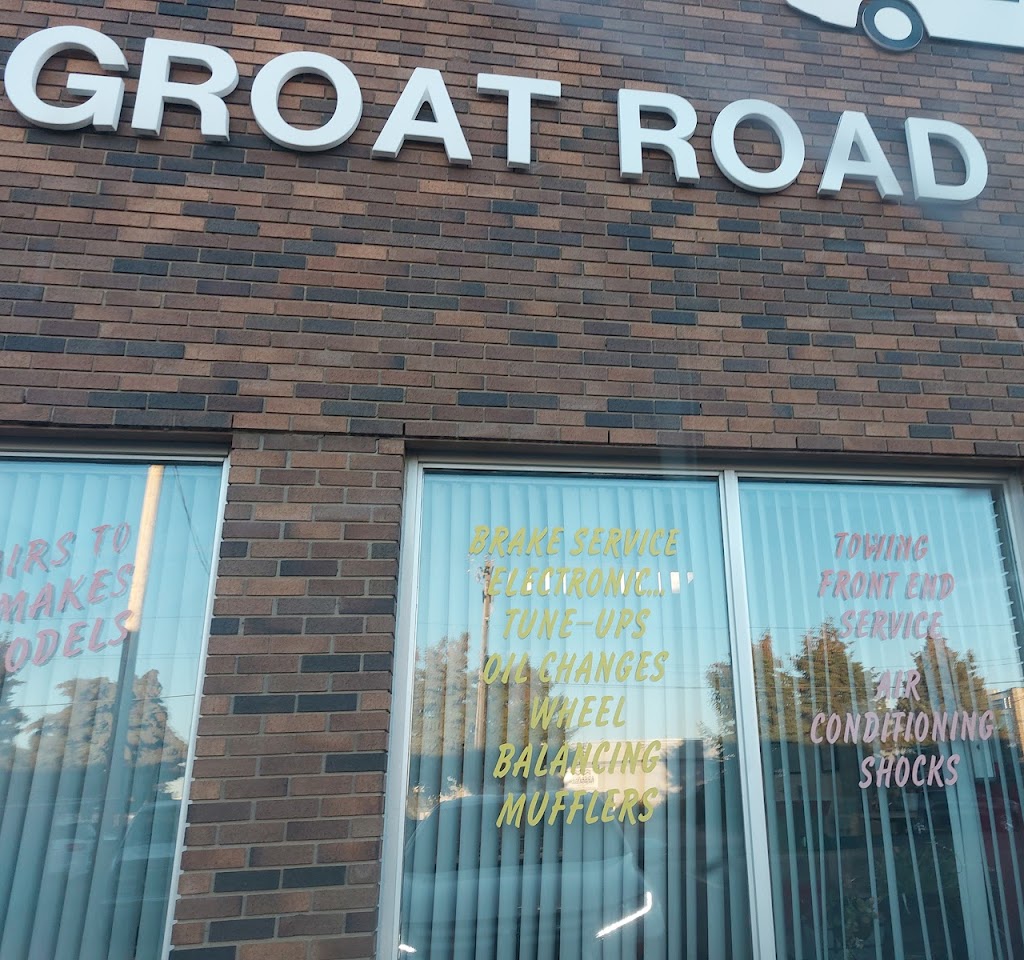 GROAT ROAD
IRS TO
MAKES
ODELS
BRAKE SERVICE
ELECTRONIC...
TUNE-UPS
OIL CHANGES
WHEEL
BALANCING
MUFFLERS
TOWING
FRONT END
SERVICE
AIR
CONDITIONING
SHOCKS